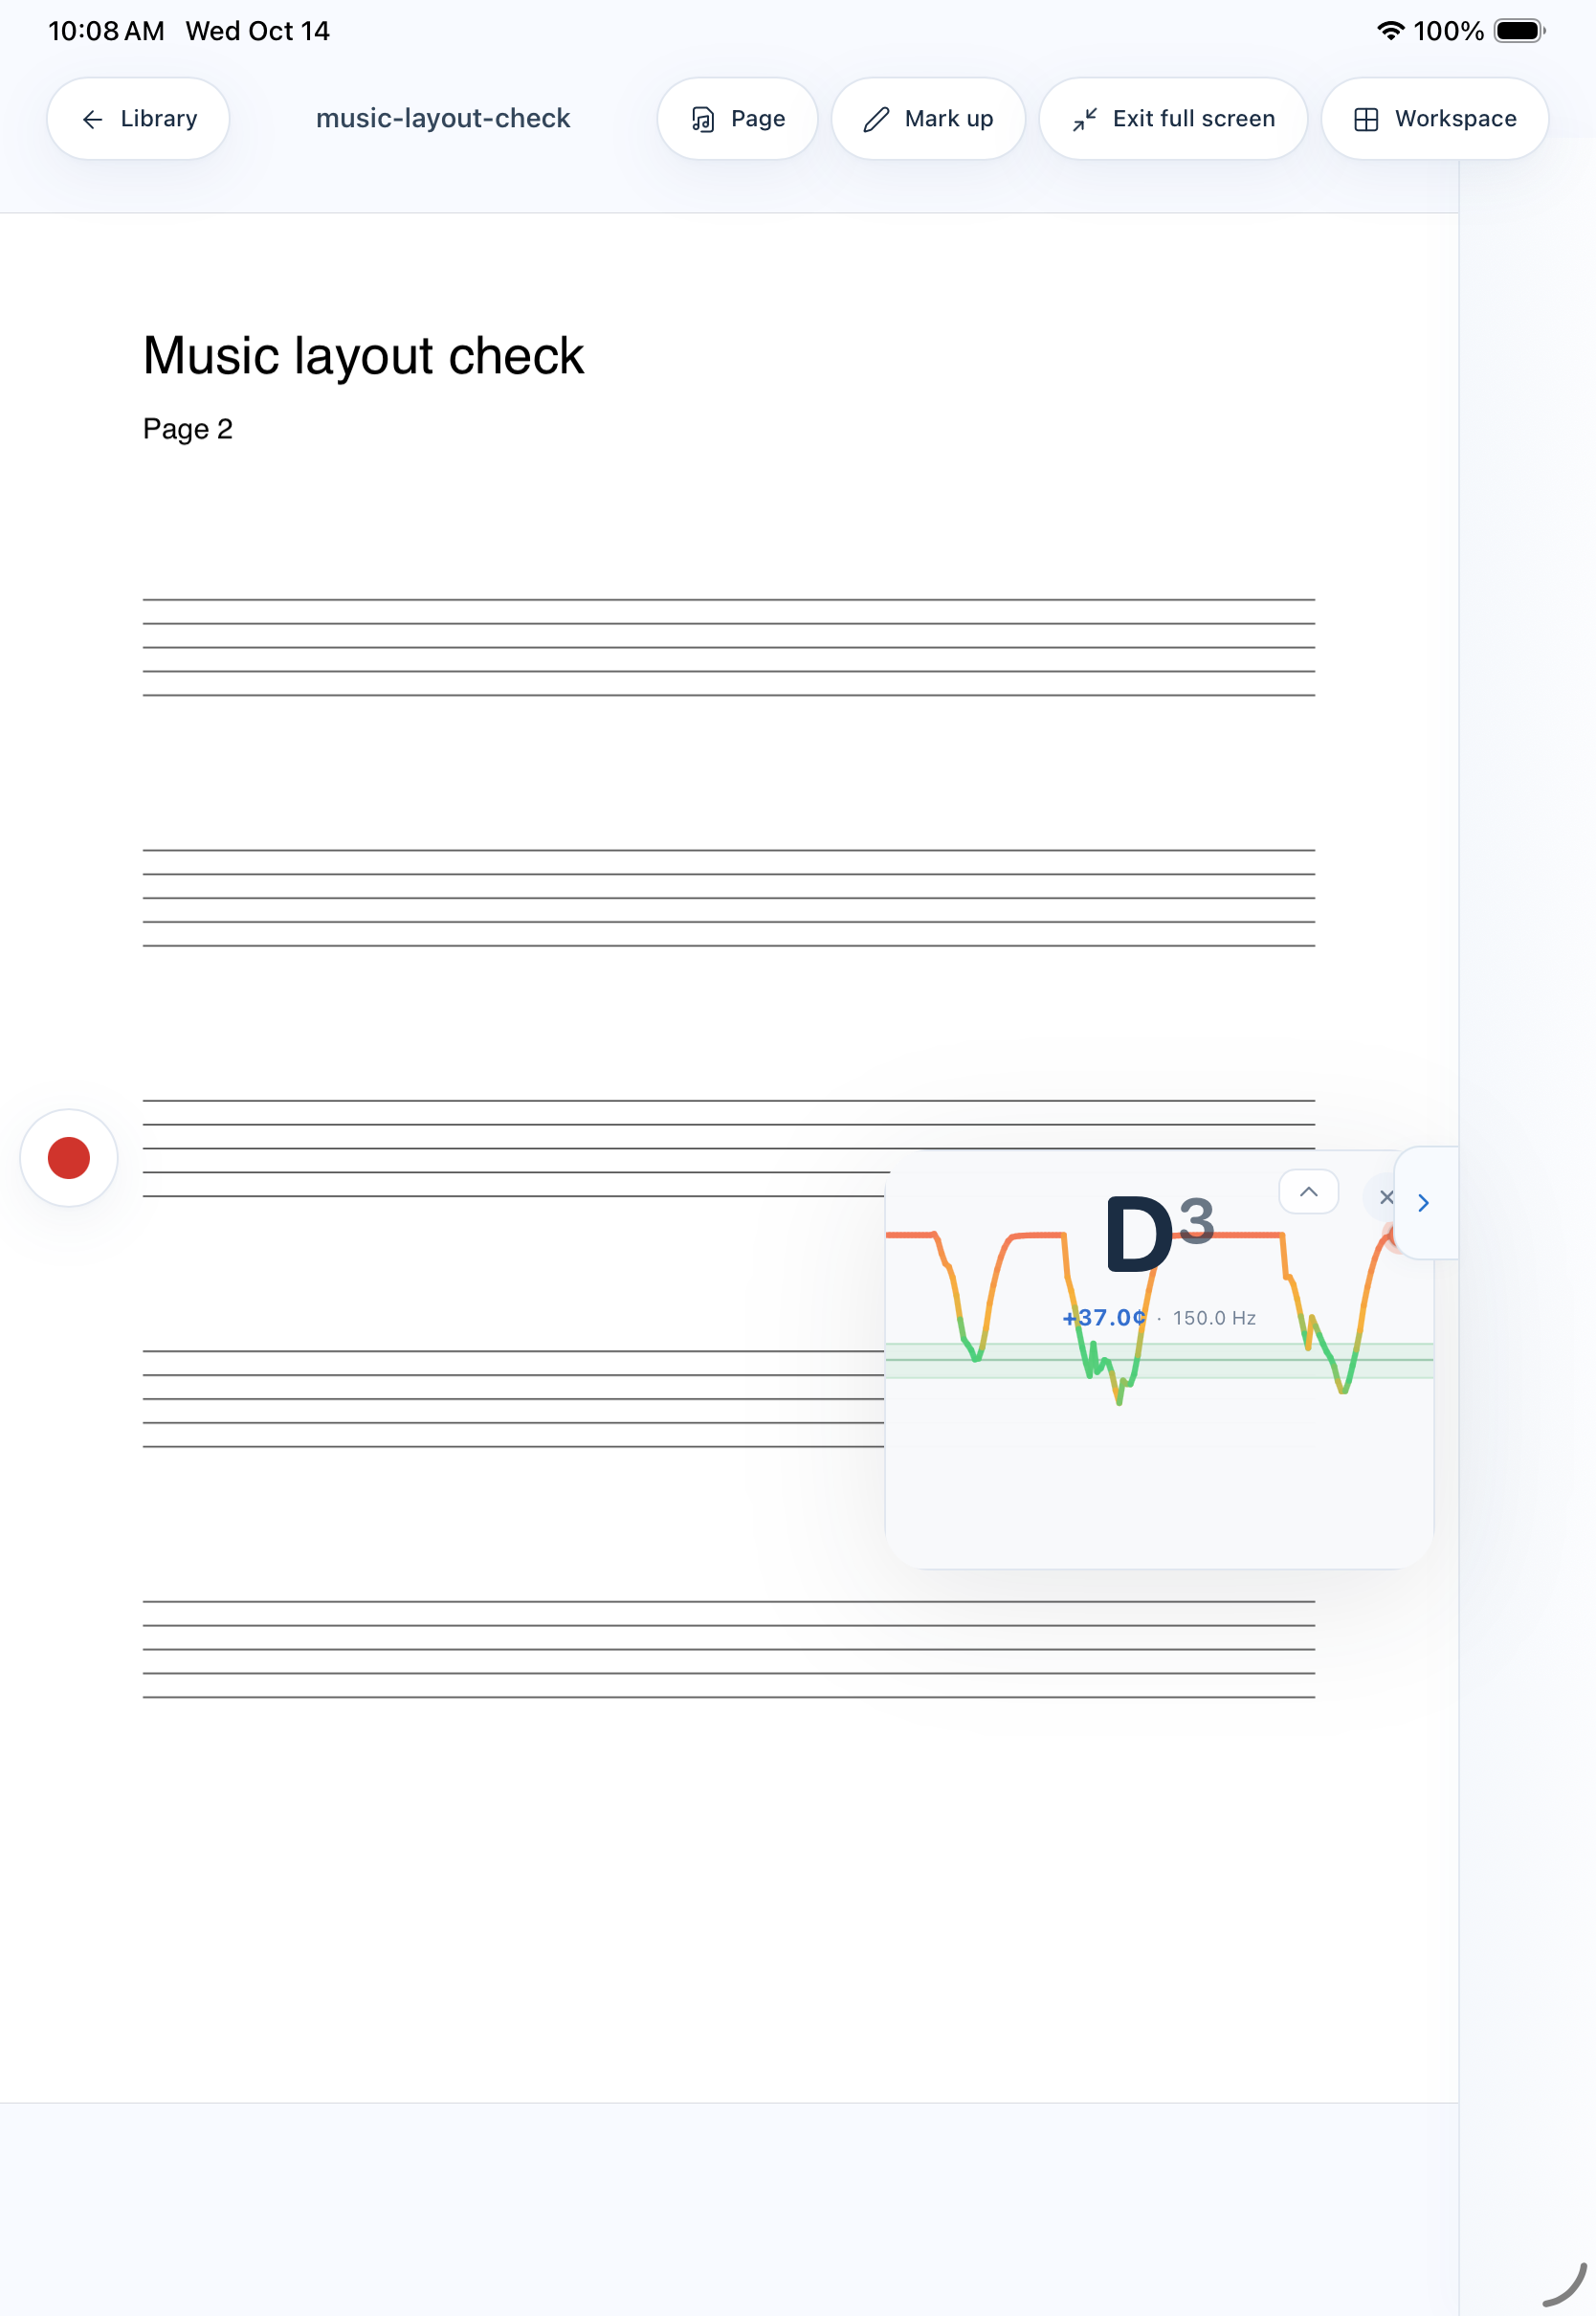 10:08 AM Wed Oct 14 100%
Library music-layout-check Page Mark up Exit full screen Workspace
Music layout check
Page 2
D3
+37.0¢ · 150.0 Hz